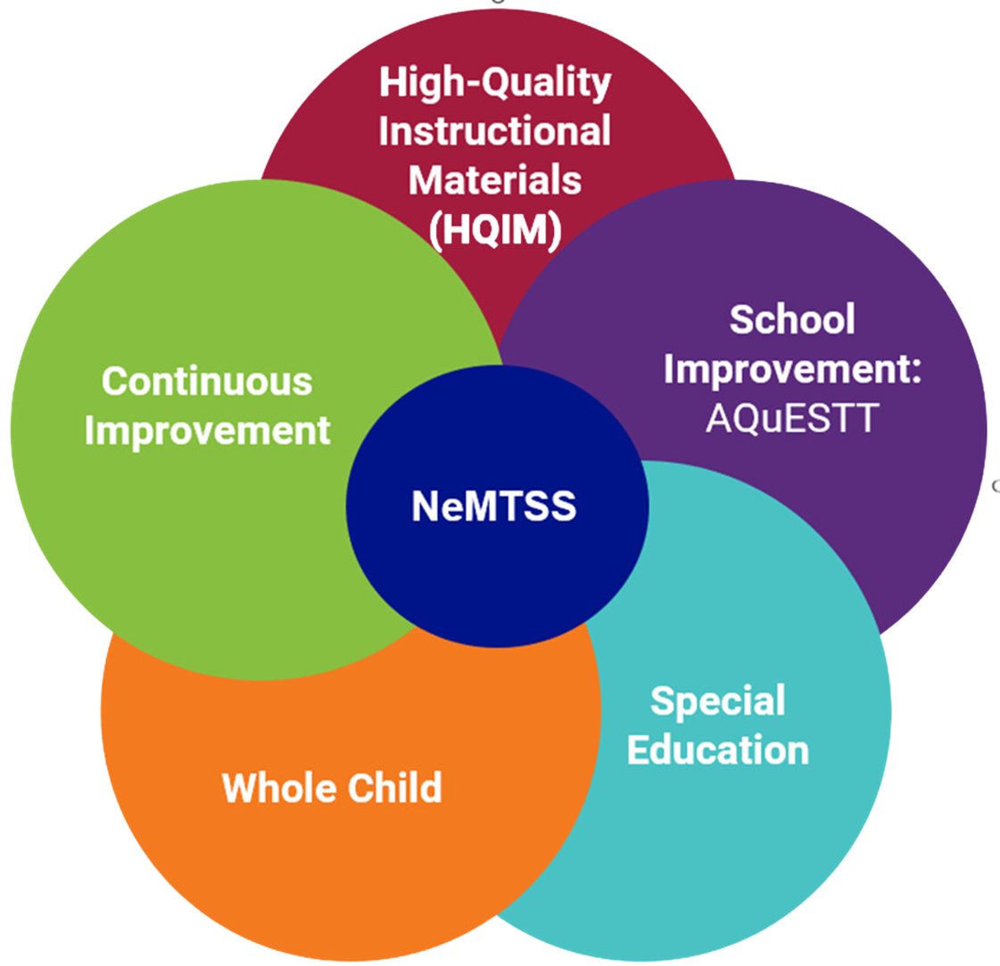 High-Quality
Instructional
Materials
(HQIM)
School
Improvement:
AQuESTT
Continuous
Improvement
NeMTSS
Special
Education
Whole Child